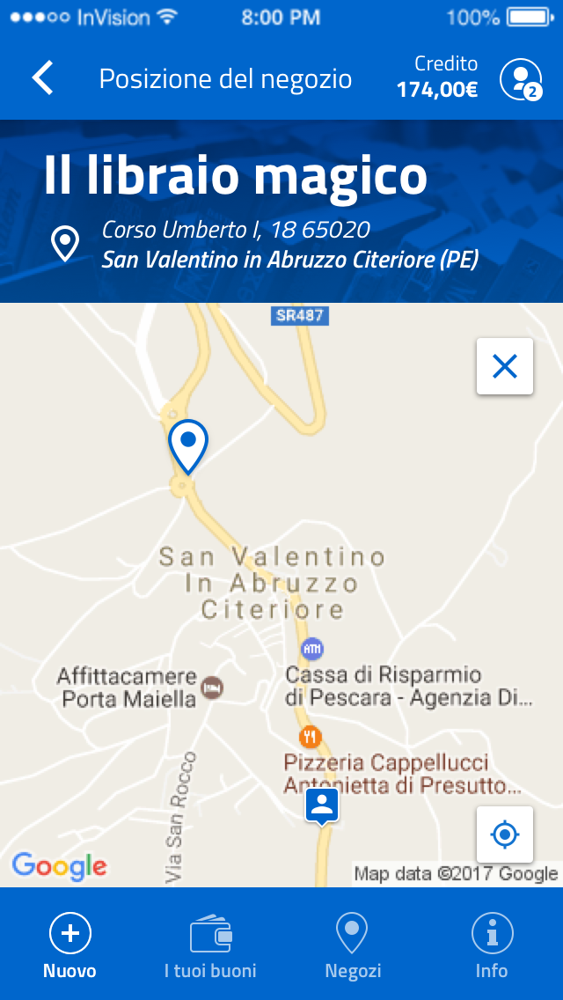 InVision 8:00 PM 100%
Posizione del negozio
Credito
174,00€
2
Il libraio magico
Corso Umberto I, 18 65020
San Valentino in Abruzzo Citeriore (PE)
SR487
San Valentino
In Abruzzo
Citeriore
ATM
Affittacamere
Porta Maiella
Cassa di Risparmio
di Pescara - Agenzia Di...
Pizzeria Cappellucci
Antonietta di Presutto...
Via San Rocco
Google
Map data ©2017 Google
Nuovo
I tuoi buoni
Negozi
Info